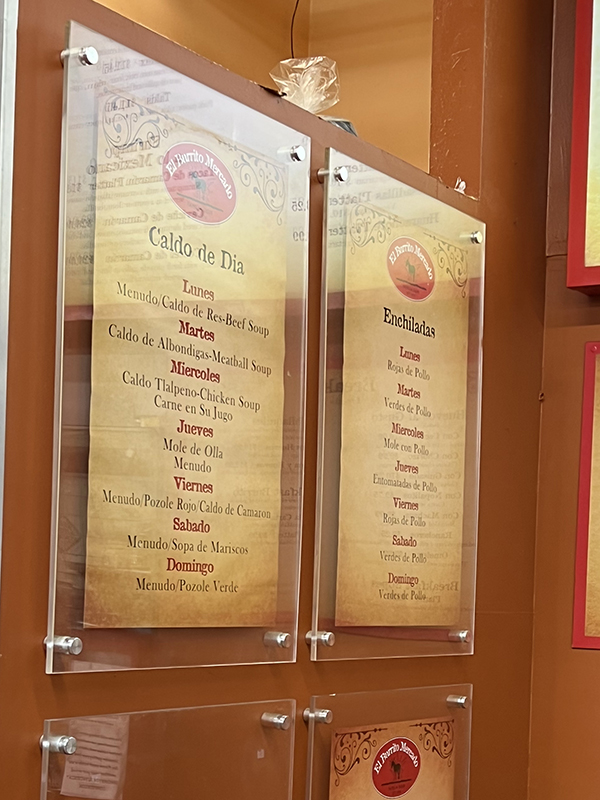 El Burrito Mercado
Caldo de Dia
Lunes
Menudo/Caldo de Res-Beef Soup
Martes
Caldo de Albondigas-Meatball Soup
Miercoles
Caldo Tlalpeno-Chicken Soup
Carne en Su Jugo
Jueves
Mole de Olla
Menudo
Viernes
Menudo/Pozole Rojo/Caldo de Camaron
Sabado
Menudo/Sopa de Mariscos
Domingo
Menudo/Pozole Verde
El Burrito Mercado
Enchiladas
Lunes
Rojas de Pollo
Martes
Verdes de Pollo
Miercoles
Mole con Pollo
Jueves
Entomatadas de Pollo
Viernes
Rojas de Pollo
Sabado
Verdes de Pollo
Domingo
Verdes de Pollo
El Burrito Mercado